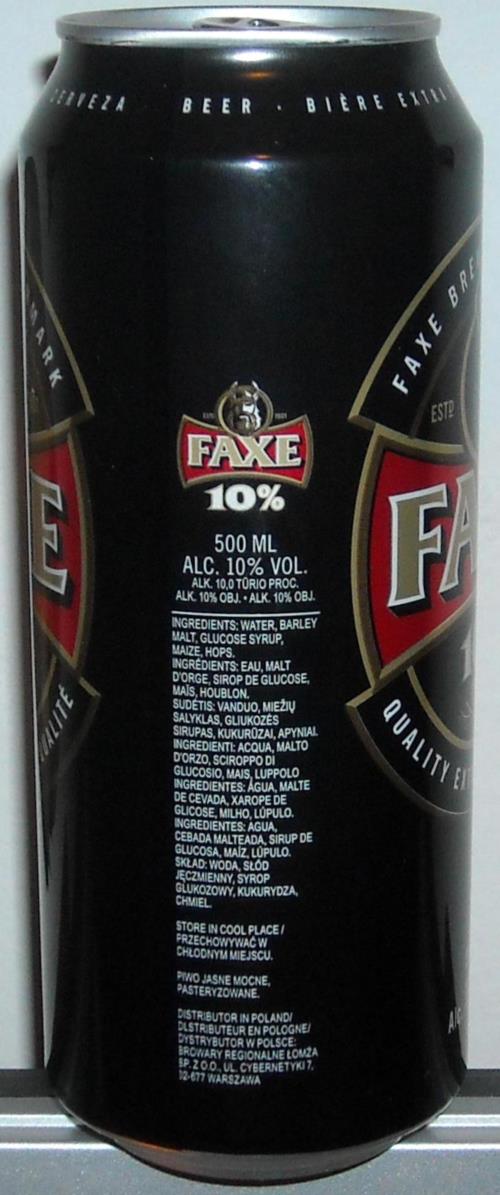 CERVEZA BEER · BIÈRE EXTRA
MARK
FAXE BRE
ESTD
ESTD 1901
FAXE
10%
E
FA
500 ML
ALC. 10% VOL.
ALK. 10,0 TŪRIO PROC.
ALK. 10% OBJ. • ALK. 10% OBJ.
INGREDIENTS: WATER, BARLEY
MALT, GLUCOSE SYRUP,
MAIZE, HOPS.
INGRÉDIENTS: EAU, MALT
D'ORGE, SIROP DE GLUCOSE,
MAÏS, HOUBLON.
SUDĖTIS: VANDUO, MIEŽIŲ
SALYKLAS, GLIUKOZĖS
SIRUPAS, KUKURŪZAI, APYNIAI.
INGREDIENTI: ACQUA, MALTO
D'ORZO, SCIROPPO DI
GLUCOSIO, MAIS, LUPPOLO
INGREDIENTES: ÁGUA, MALTE
DE CEVADA, XAROPE DE
GLICOSE, MILHO, LÚPULO.
INGREDIENTES: AGUA,
CEBADA MALTEADA, SIRUP DE
GLUCOSA, MAÍZ, LÚPULO.
SKŁAD: WODA, SŁÓD
JĘCZMIENNY, SYROP
GLUKOZOWY, KUKURYDZA,
CHMIEL.
UALITÉ
QUALITY EX
STORE IN COOL PLACE /
PRZECHOWYWAĆ W
CHŁODNYM MIEJSCU.
PIWO JASNE MOCNE,
PASTERYZOWANE.
DISTRIBUTOR IN POLAND/
DISTRIBUTEUR EN POLOGNE/
DYSTRYBUTOR W POLSCE:
BROWARY REGIONALNE ŁOMŻA
SP. Z O.O., UL. CYBERNETYKI 7,
02-677 WARSZAWA